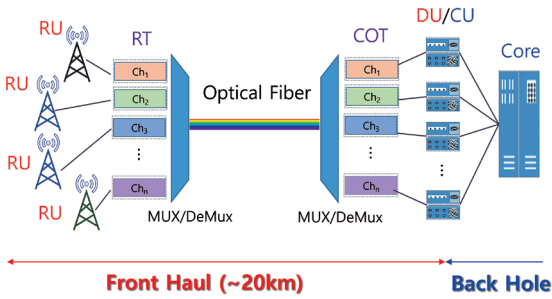 RU
RT
COT
DU/CU
Ch1
Ch1
Core
RU
Ch2
Optical Fiber
Ch2
RU
Ch3
Ch3
RU
Chn
Chn
MUX/DeMux
MUX/DeMux
Front Haul (~20km)
Back Hole